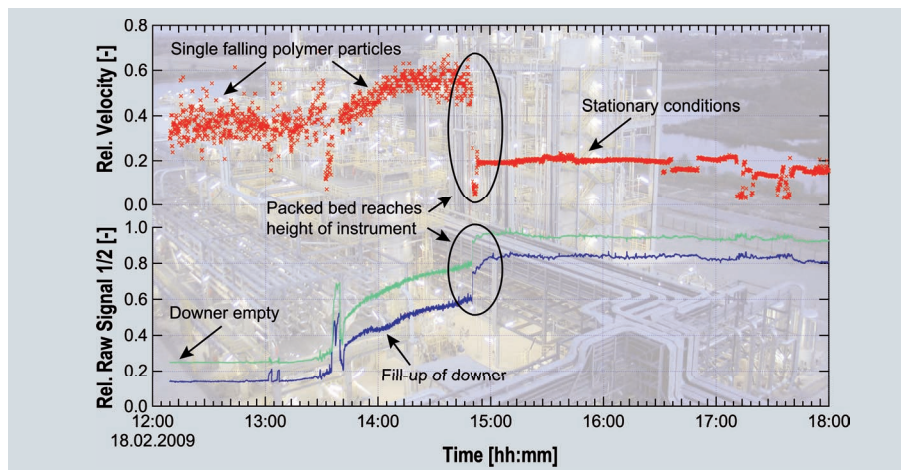 Rel. Velocity [-]
0.8
0.6
0.4
0.2
0.0
Single falling polymer particles
Stationary conditions
Packed bed reaches
height of instrument
Rel. Raw Signal 1/2 [-]
1.0
0.8
0.6
0.4
0.2
0.0
Downer empty
Fill-up of downer
12:00
13:00
14:00
15:00
16:00
17:00
18:00
18.02.2009
Time [hh:mm]